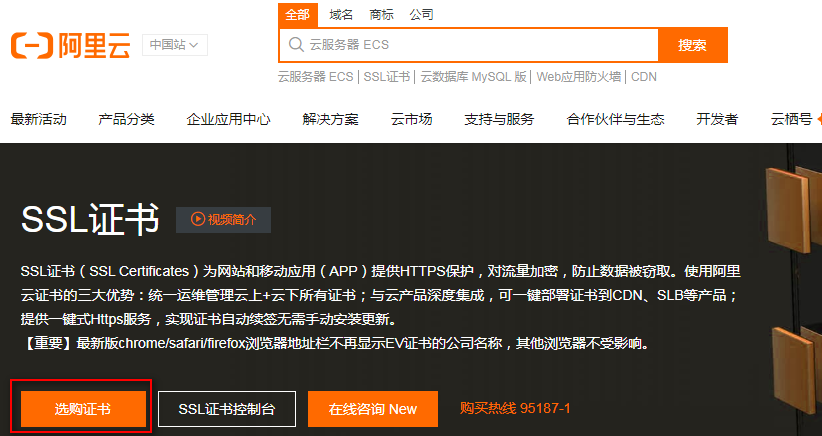 全部 域名 商标 公司
阿里云 中国站
云服务器 ECS 搜索
云服务器 ECS | SSL证书 | 云数据库 MySQL 版 | Web应用防火墙 | CDN
最新活动 产品分类 企业应用中心 解决方案 云市场 支持与服务 合作伙伴与生态 开发者 云栖号
SSL证书 视频简介
SSL证书（SSL Certificates）为网站和移动应用（APP）提供HTTPS保护，对流量加密，防止数据被窃取。使用阿里
云证书的三大优势：统一运维管理云上+云下所有证书；与云产品深度集成，可一键部署证书到CDN、SLB等产品；
提供一键式Https服务，实现证书自动续签无需手动安装更新。
【重要】最新版chrome/safari/firefox浏览器地址栏不再显示EV证书的公司名称，其他浏览器不受影响。
选购证书 SSL证书控制台 在线咨询 New 购买热线 95187-1